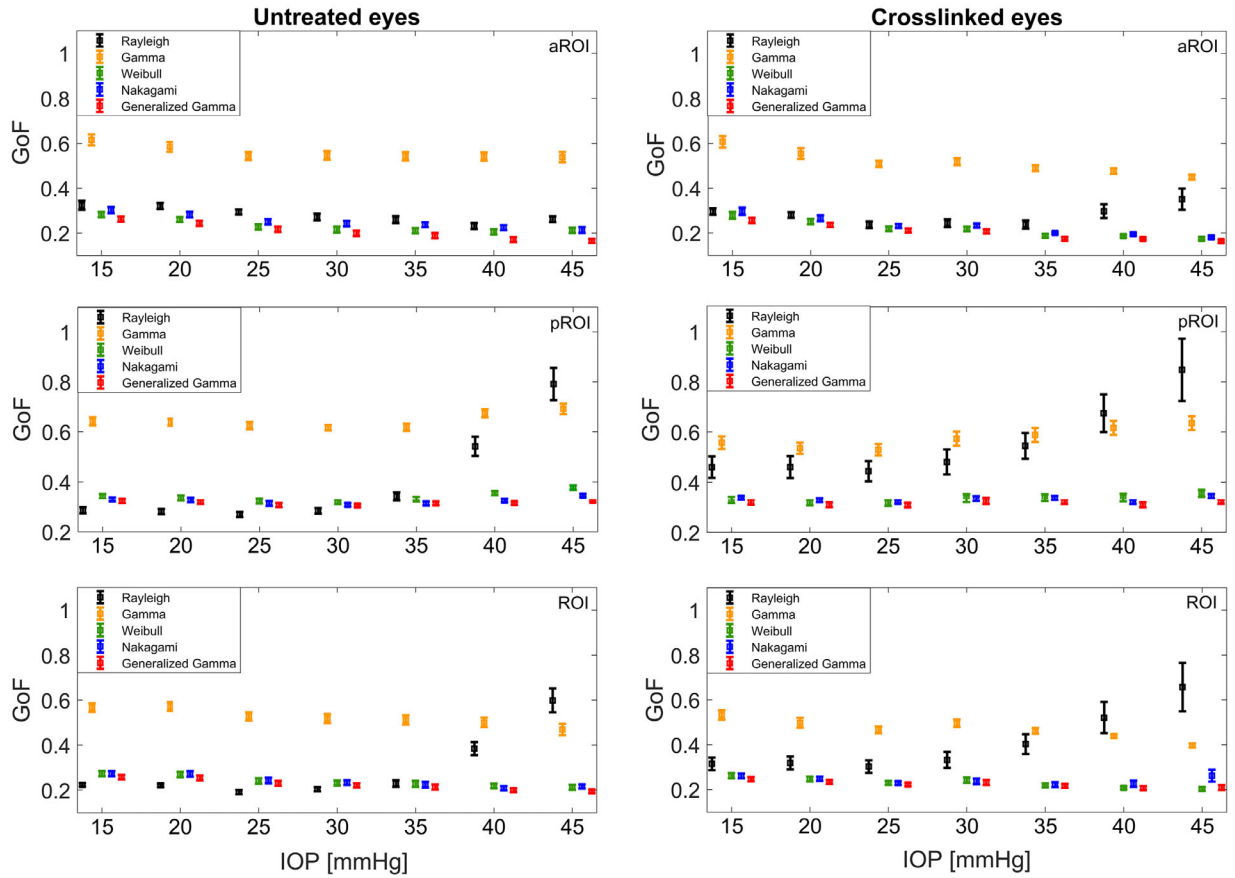 Untreated eyes
Crosslinked eyes
GoF
1
0.8
0.6
0.4
0.2
Rayleigh
Gamma
Weibull
Nakagami
Generalized Gamma
aROI
15 20 25 30 35 40 45
GoF
1
0.8
0.6
0.4
0.2
Rayleigh
Gamma
Weibull
Nakagami
Generalized Gamma
aROI
15 20 25 30 35 40 45
GoF
1
0.8
0.6
0.4
0.2
Rayleigh
Gamma
Weibull
Nakagami
Generalized Gamma
pROI
15 20 25 30 35 40 45
GoF
1
0.8
0.6
0.4
0.2
Rayleigh
Gamma
Weibull
Nakagami
Generalized Gamma
pROI
15 20 25 30 35 40 45
GoF
1
0.8
0.6
0.4
0.2
Rayleigh
Gamma
Weibull
Nakagami
Generalized Gamma
ROI
15 20 25 30 35 40 45
IOP [mmHg]
GoF
1
0.8
0.6
0.4
0.2
Rayleigh
Gamma
Weibull
Nakagami
Generalized Gamma
ROI
15 20 25 30 35 40 45
IOP [mmHg]